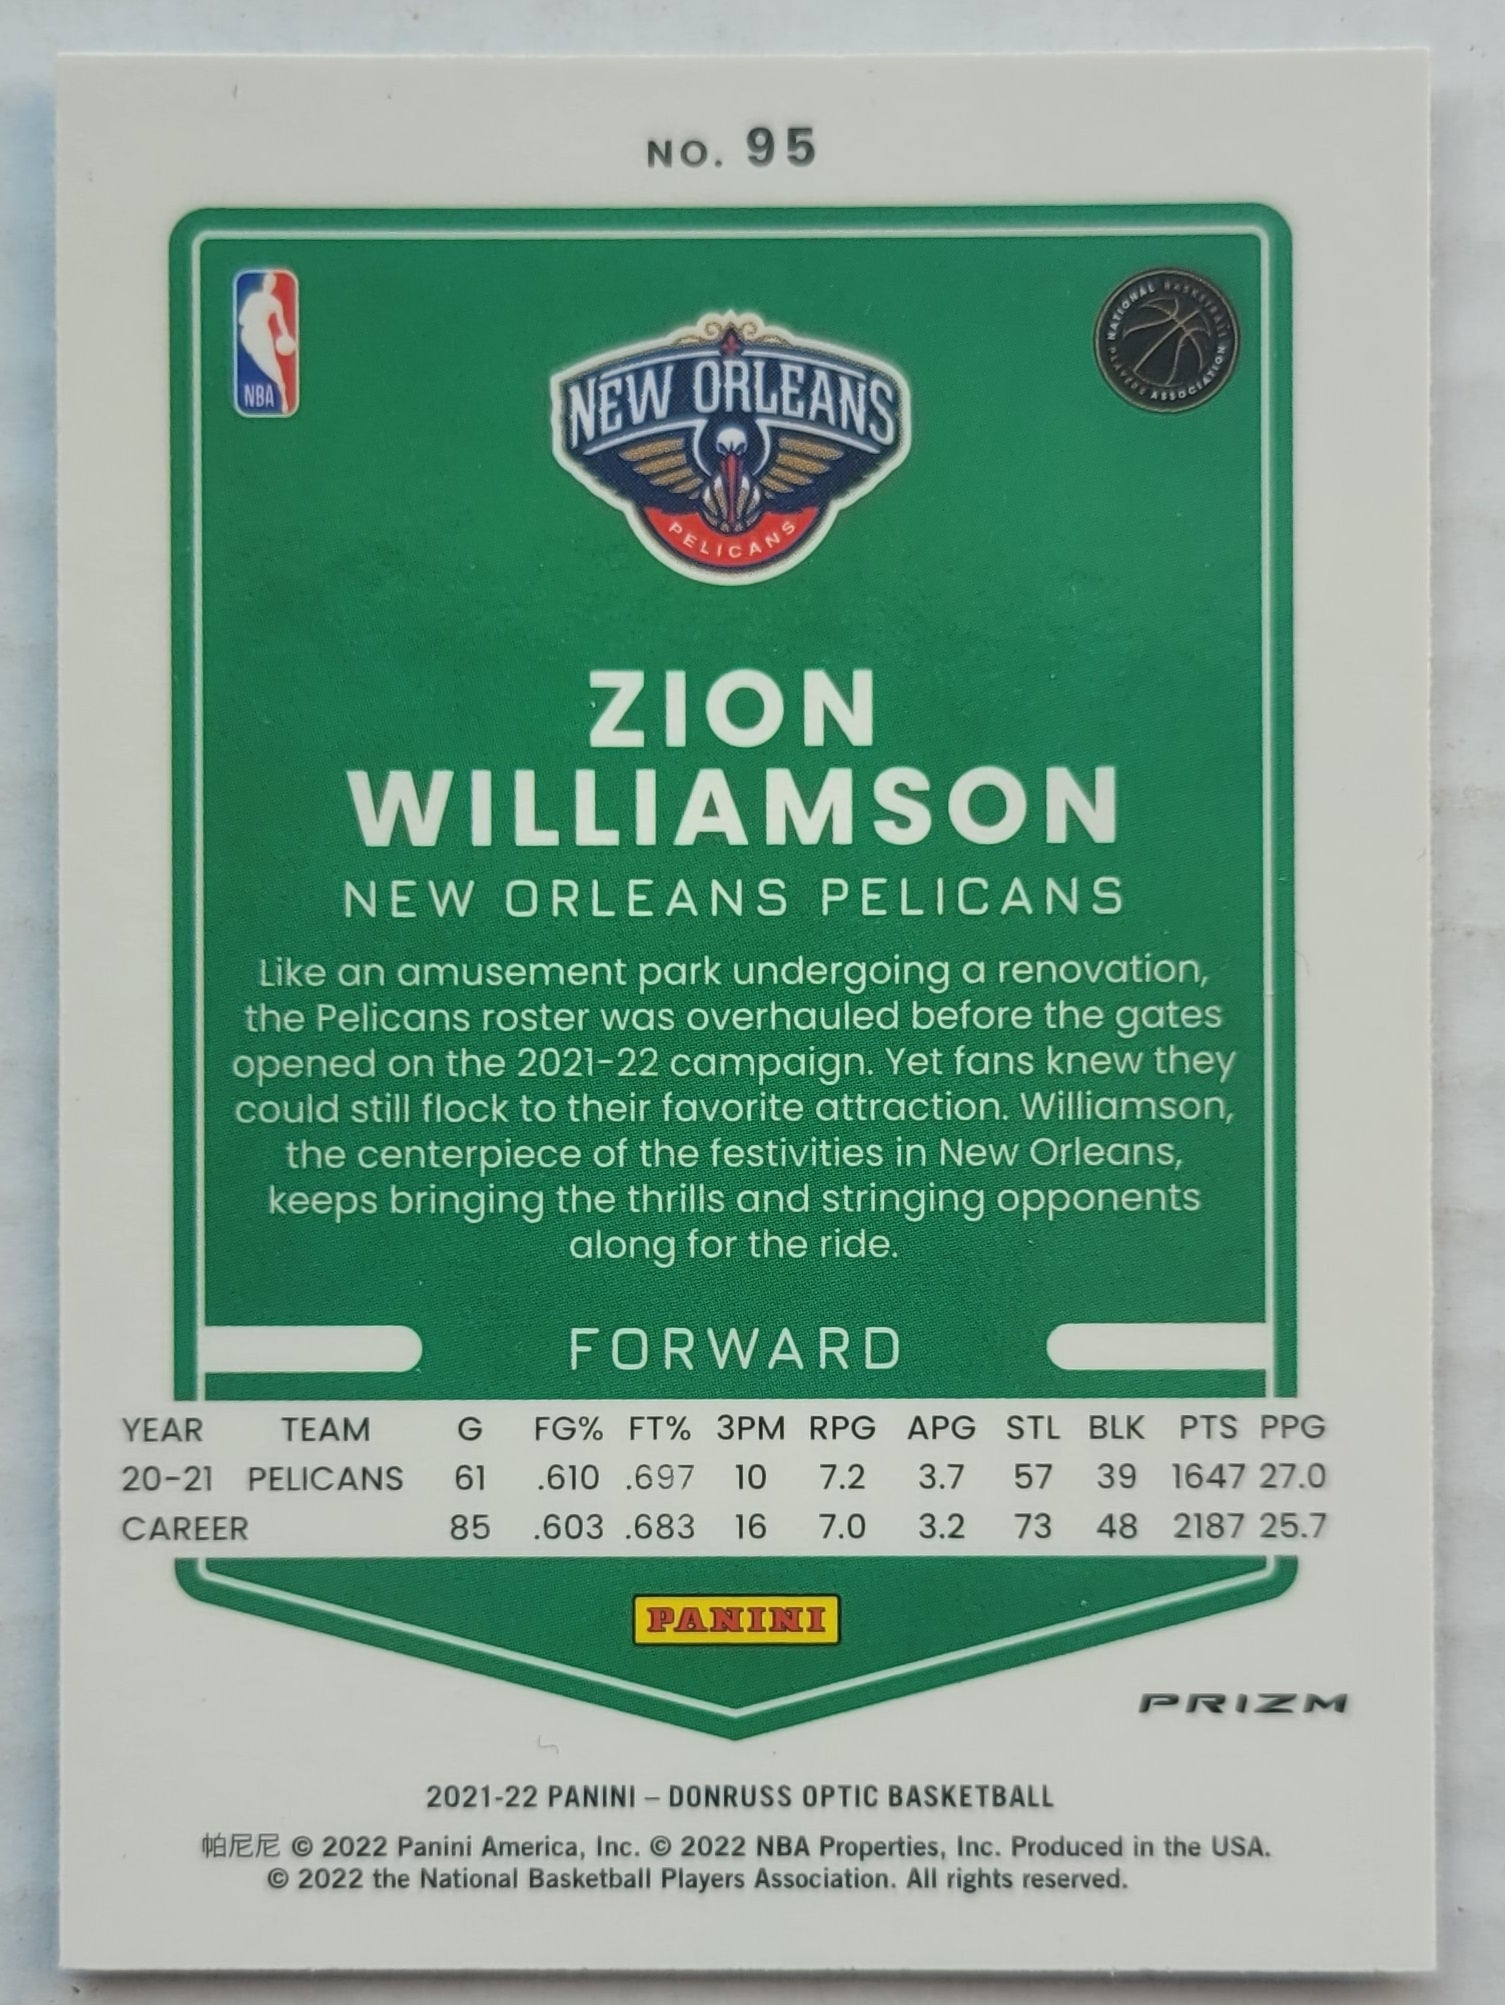 NO. 95
NBA
NATIONAL BASKETBALL
PLAYERS ASSOCIATION
NEW ORLEANS
PELICANS
ZION
WILLIAMSON
NEW ORLEANS PELICANS
Like an amusement park undergoing a renovation,
the Pelicans roster was overhauled before the gates
opened on the 2021-22 campaign. Yet fans knew they
could still flock to their favorite attraction. Williamson,
the centerpiece of the festivities in New Orleans,
keeps bringing the thrills and stringing opponents
along for the ride.
FORWARD
YEAR TEAM G FG% FT% 3PM RPG APG STL BLK PTS PPG
20-21 PELICANS 61 .610 .697 10 7.2 3.7 57 39 1647 27.0
CAREER 85 .603 .683 16 7.0 3.2 73 48 2187 25.7
PANINI
PRIZM
2021-22 PANINI – DONRUSS OPTIC BASKETBALL
帕尼尼 © 2022 Panini America, Inc. © 2022 NBA Properties, Inc. Produced in the USA.
© 2022 the National Basketball Players Association. All rights reserved.